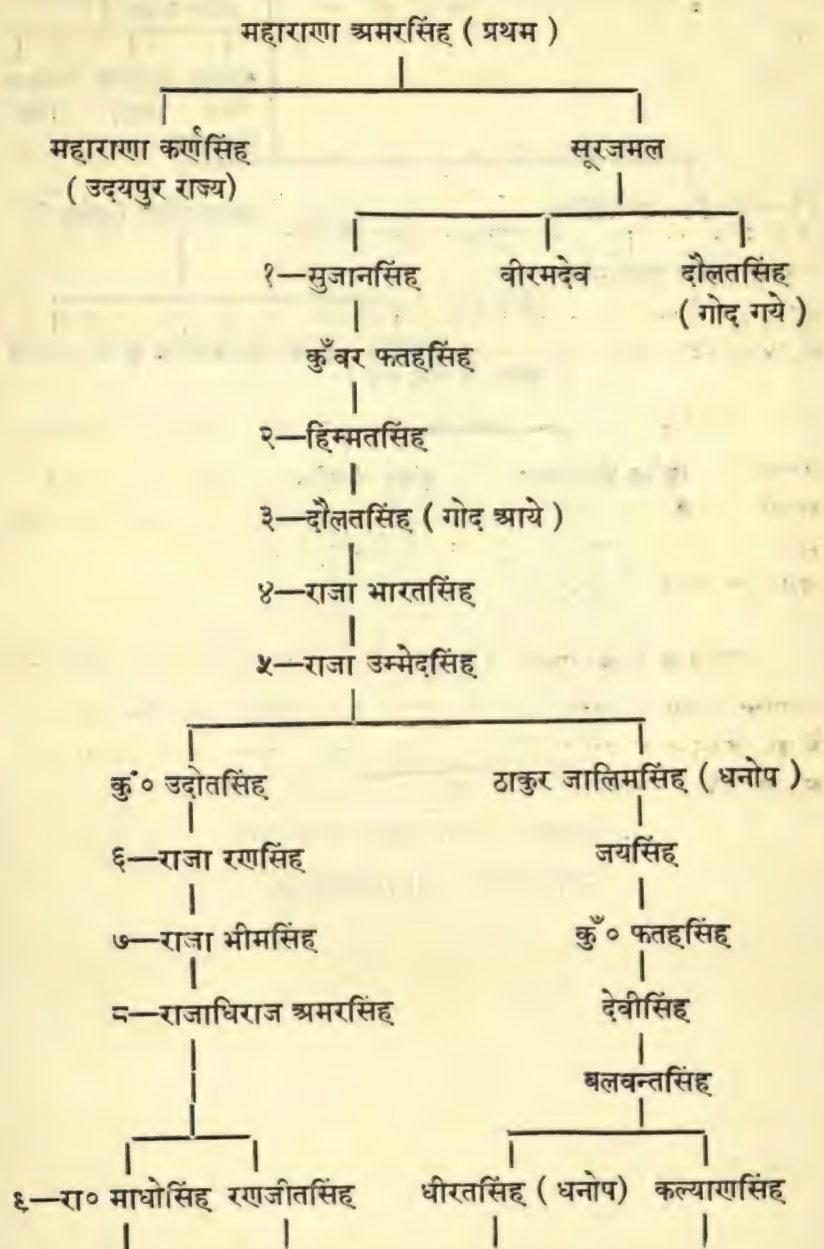 महाराणा अमरसिंह ( प्रथम )
महाराणा कर्णसिंह सूरजमल
( उदयपुर राज्य)
१—सुजानसिंह वीरमदेव दौलतसिंह
( गोद गये )
कुँवर फतहसिंह
२—हिम्मतसिंह
३—दौलतसिंह ( गोद आये )
४—राजा भारतसिंह
५—राजा उम्मेदसिंह
कुँ० उदोतसिंह ठाकुर जालिमसिंह ( धनोप )
६—राजा रणसिंह जयसिंह
७—राजा भीमसिंह कुँ० फतहसिंह
८—राजाधिराज अमरसिंह देवीसिंह
बलवन्तसिंह
९—रा० माधोसिंह रणजीतसिंह धीरतसिंह ( धनोप) कल्याणसिंह